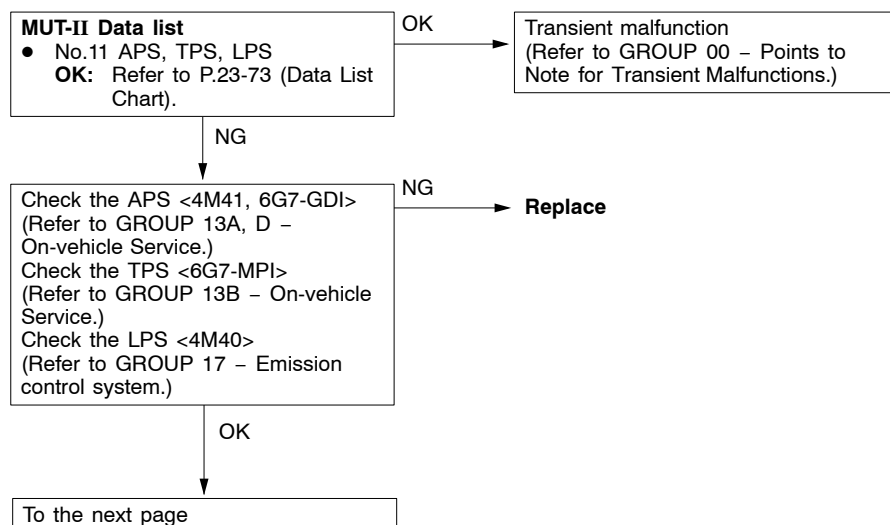 MUT-II Data list
● No.11 APS, TPS, LPS
OK: Refer to P.23-73 (Data List
Chart).
OK
Transient malfunction
(Refer to GROUP 00 – Points to
Note for Transient Malfunctions.)
NG
Check the APS <4M41, 6G7-GDI>
(Refer to GROUP 13A, D –
On-vehicle Service.)
Check the TPS <6G7-MPI>
(Refer to GROUP 13B – On-vehicle
Service.)
Check the LPS <4M40>
(Refer to GROUP 17 – Emission
control system.)
NG
Replace
OK
To the next page